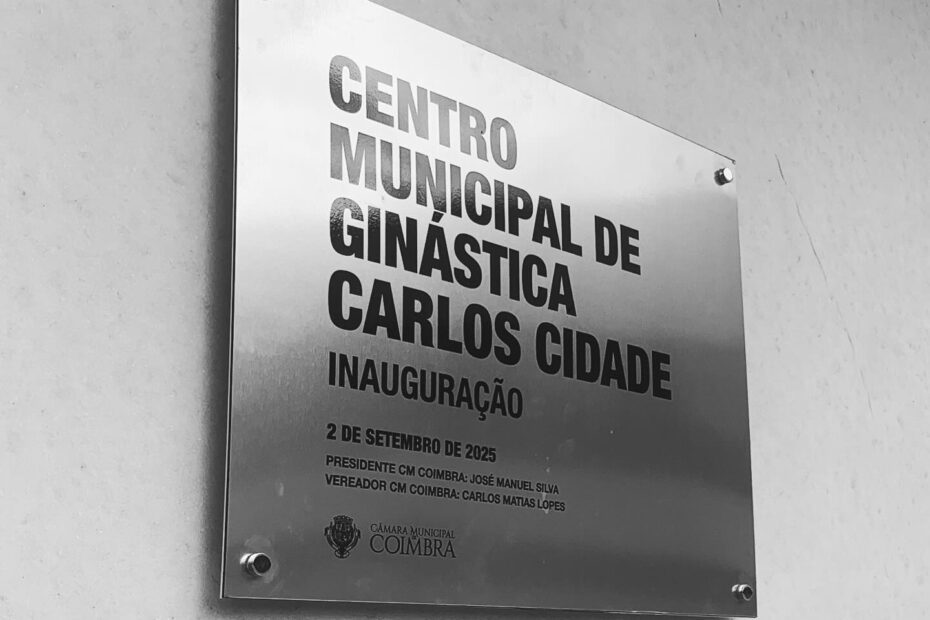 CENTRO
MUNICIPAL DE
GINÁSTICA
CARLOS CIDADE
INAUGURAÇÃO
2 DE SETEMBRO DE 2025
PRESIDENTE CM COIMBRA: JOSÉ MANUEL SILVA
VEREADOR CM COIMBRA: CARLOS MATIAS LOPES
CÂMARA MUNICIPAL
DE
COIMBRA